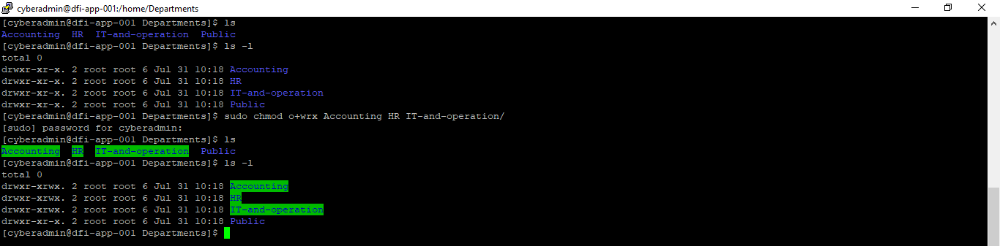 cyberadmin@dfi-app-001:/home/Departments
[cyberadmin@dfi-app-001 Departments]$ ls
Accounting  HR  IT-and-operation  Public
[cyberadmin@dfi-app-001 Departments]$ ls -l
total 0
drwxr-xr-x. 2 root root 6 Jul 31 10:18 Accounting
drwxr-xr-x. 2 root root 6 Jul 31 10:18 HR
drwxr-xr-x. 2 root root 6 Jul 31 10:18 IT-and-operation
drwxr-xr-x. 2 root root 6 Jul 31 10:18 Public
[cyberadmin@dfi-app-001 Departments]$ sudo chmod o+wrx Accounting HR IT-and-operation/
[sudo] password for cyberadmin:
[cyberadmin@dfi-app-001 Departments]$ ls
Accounting  HR  IT-and-operation  Public
[cyberadmin@dfi-app-001 Departments]$ ls -l
total 0
drwxr-xrwx. 2 root root 6 Jul 31 10:18 Accounting
drwxr-xrwx. 2 root root 6 Jul 31 10:18 HR
drwxr-xrwx. 2 root root 6 Jul 31 10:18 IT-and-operation
drwxr-xr-x. 2 root root 6 Jul 31 10:18 Public
[cyberadmin@dfi-app-001 Departments]$